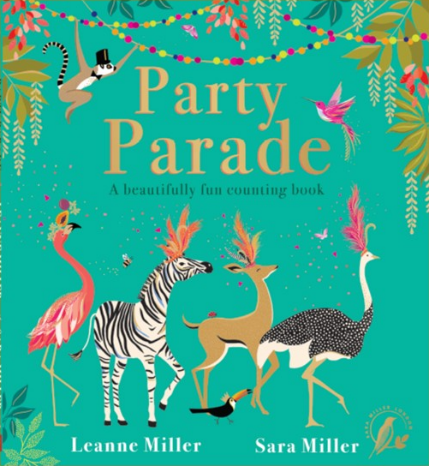 Party
Parade
A beautifully fun counting book
Leanne Miller
Sara Miller